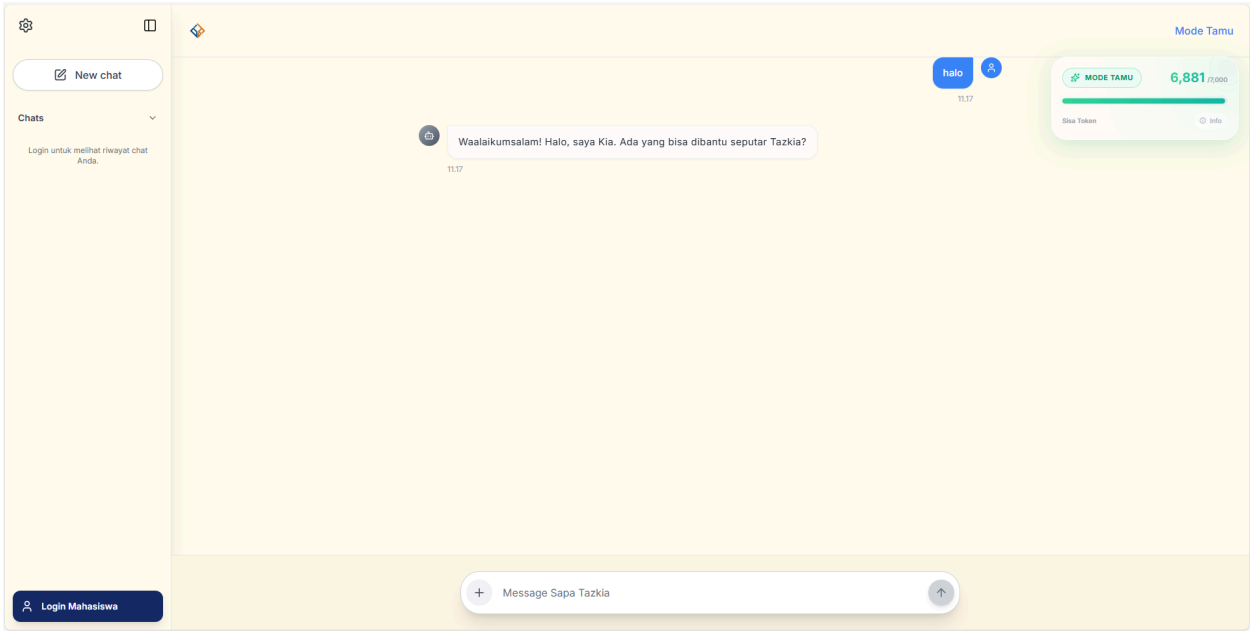 Mode Tamu
New chat
Chats
Login untuk melihat riwayat chat
Anda.
halo
11.17
MODE TAMU
6,881 /7,000
Sisa Token
Info
Waalaikumsalam! Halo, saya Kia. Ada yang bisa dibantu seputar Tazkia?
11.17
Message Sapa Tazkia
Login Mahasiswa